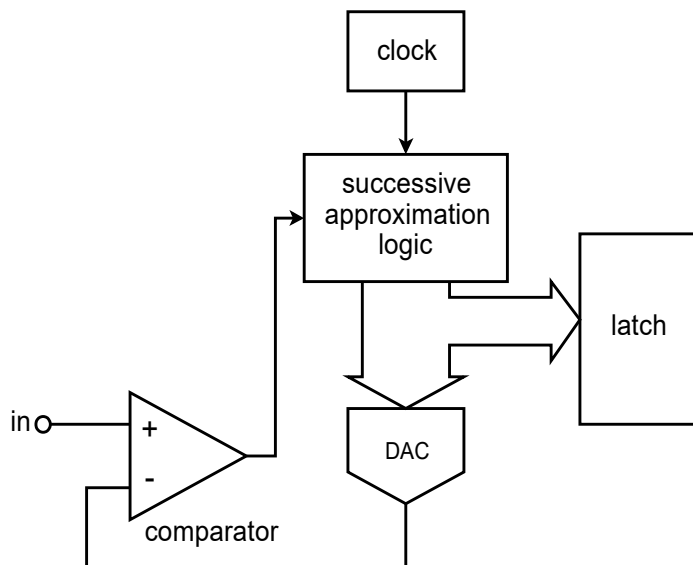 clock
successive
approximation
logic
latch
in
+
-
DAC
comparator